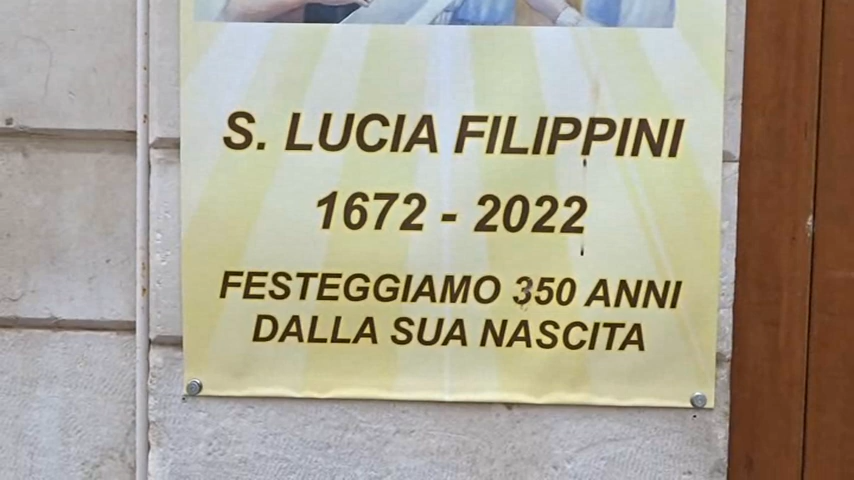 S. LUCIA FILIPPINI
1672 - 2022
FESTEGGIAMO 350 ANNI
DALLA SUA NASCITA